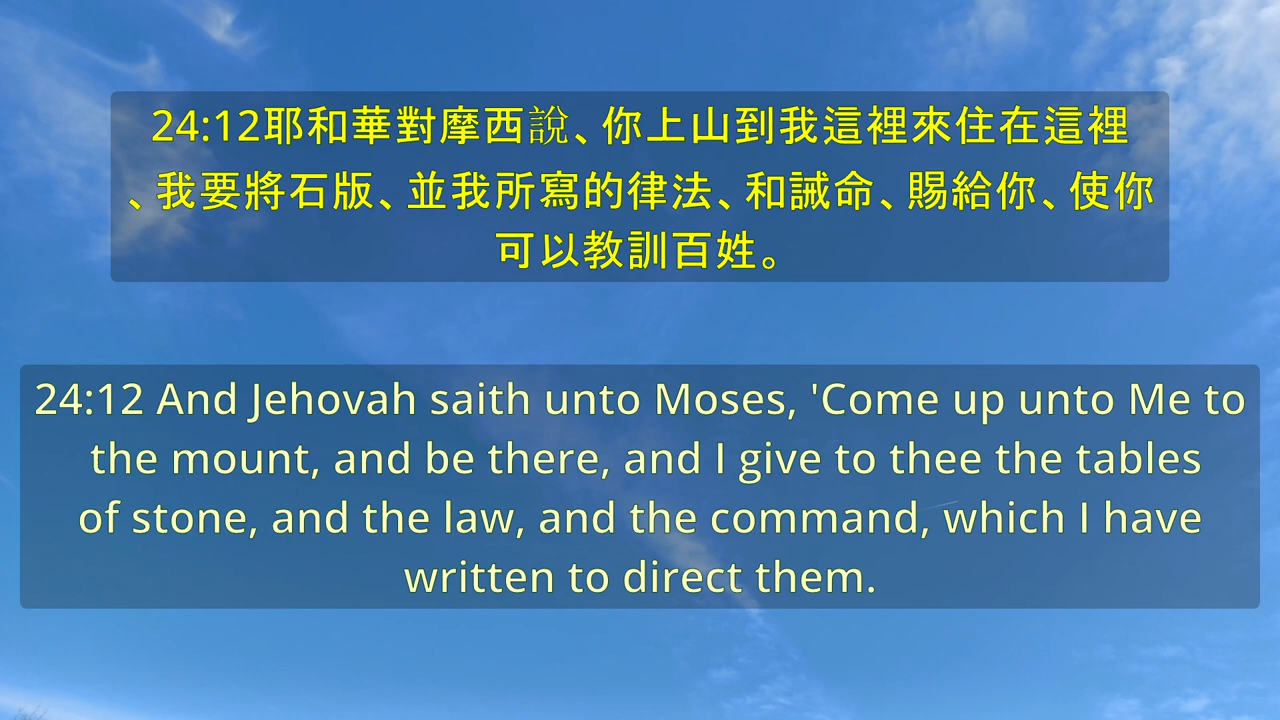 24:12耶和華對摩西說、你上山到我這裡來住在這裡
、我要將石版、並我所寫的律法、和誡命、賜給你、使你
可以教訓百姓。
24:12 And Jehovah saith unto Moses, 'Come up unto Me to
the mount, and be there, and I give to thee the tables
of stone, and the law, and the command, which I have
written to direct them.